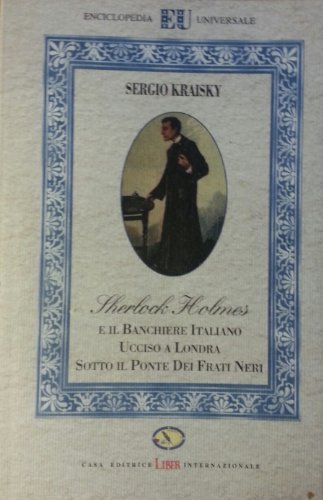 ENCICLOPEDIA EU UNIVERSALE
SERGIO KRAISKY
Sherlock Holmes
E IL BANCHIERE ITALIANO
UCCISO A LONDRA
SOTTO IL PONTE DEI FRATI NERI
CASA EDITRICE LIBER INTERNAZIONALE